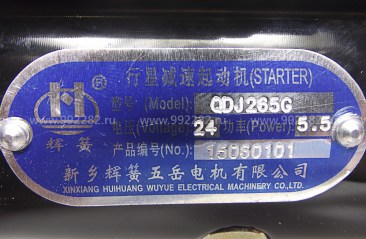 行星减速起动机(STARTER)
型号(Model): QDJ265G
电压(Voltage): 24 功率(Power): 5.5
产品编号(No.): 15060101
辉簧
®
新乡辉簧五岳电机有限公司
XINXIANG HUIHUANG WUYUE ELECTRICAL MACHINERY CO.,LTD.